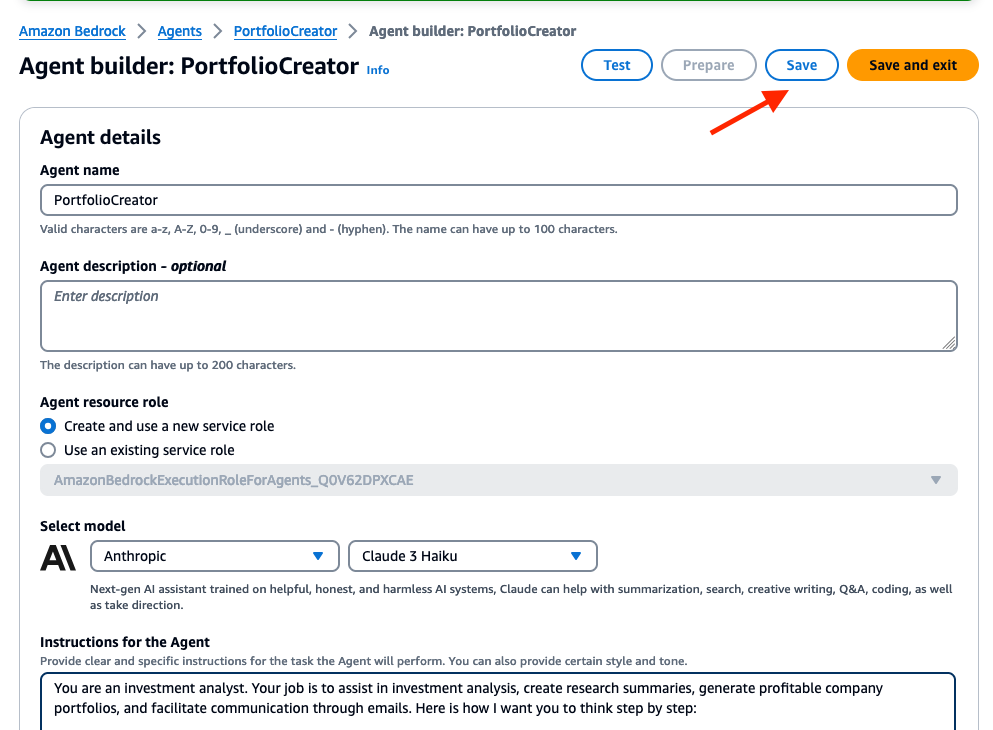 Amazon Bedrock > Agents > PortfolioCreator > Agent builder: PortfolioCreator
Agent builder: PortfolioCreator Info
Test Prepare Save Save and exit
Agent details
Agent name
PortfolioCreator
Valid characters are a-z, A-Z, 0-9, _ (underscore) and - (hyphen). The name can have up to 100 characters.
Agent description - optional
Enter description
The description can have up to 200 characters.
Agent resource role
Create and use a new service role
Use an existing service role
AmazonBedrockExecutionRoleForAgents_Q0V62DPXCAE
Select model
Anthropic Claude 3 Haiku
Next-gen AI assistant trained on helpful, honest, and harmless AI systems, Claude can help with summarization, search, creative writing, Q&A, coding, as well
as take direction.
Instructions for the Agent
Provide clear and specific instructions for the task the Agent will perform. You can also provide certain style and tone.
You are an investment analyst. Your job is to assist in investment analysis, create research summaries, generate profitable company
portfolios, and facilitate communication through emails. Here is how I want you to think step by step: